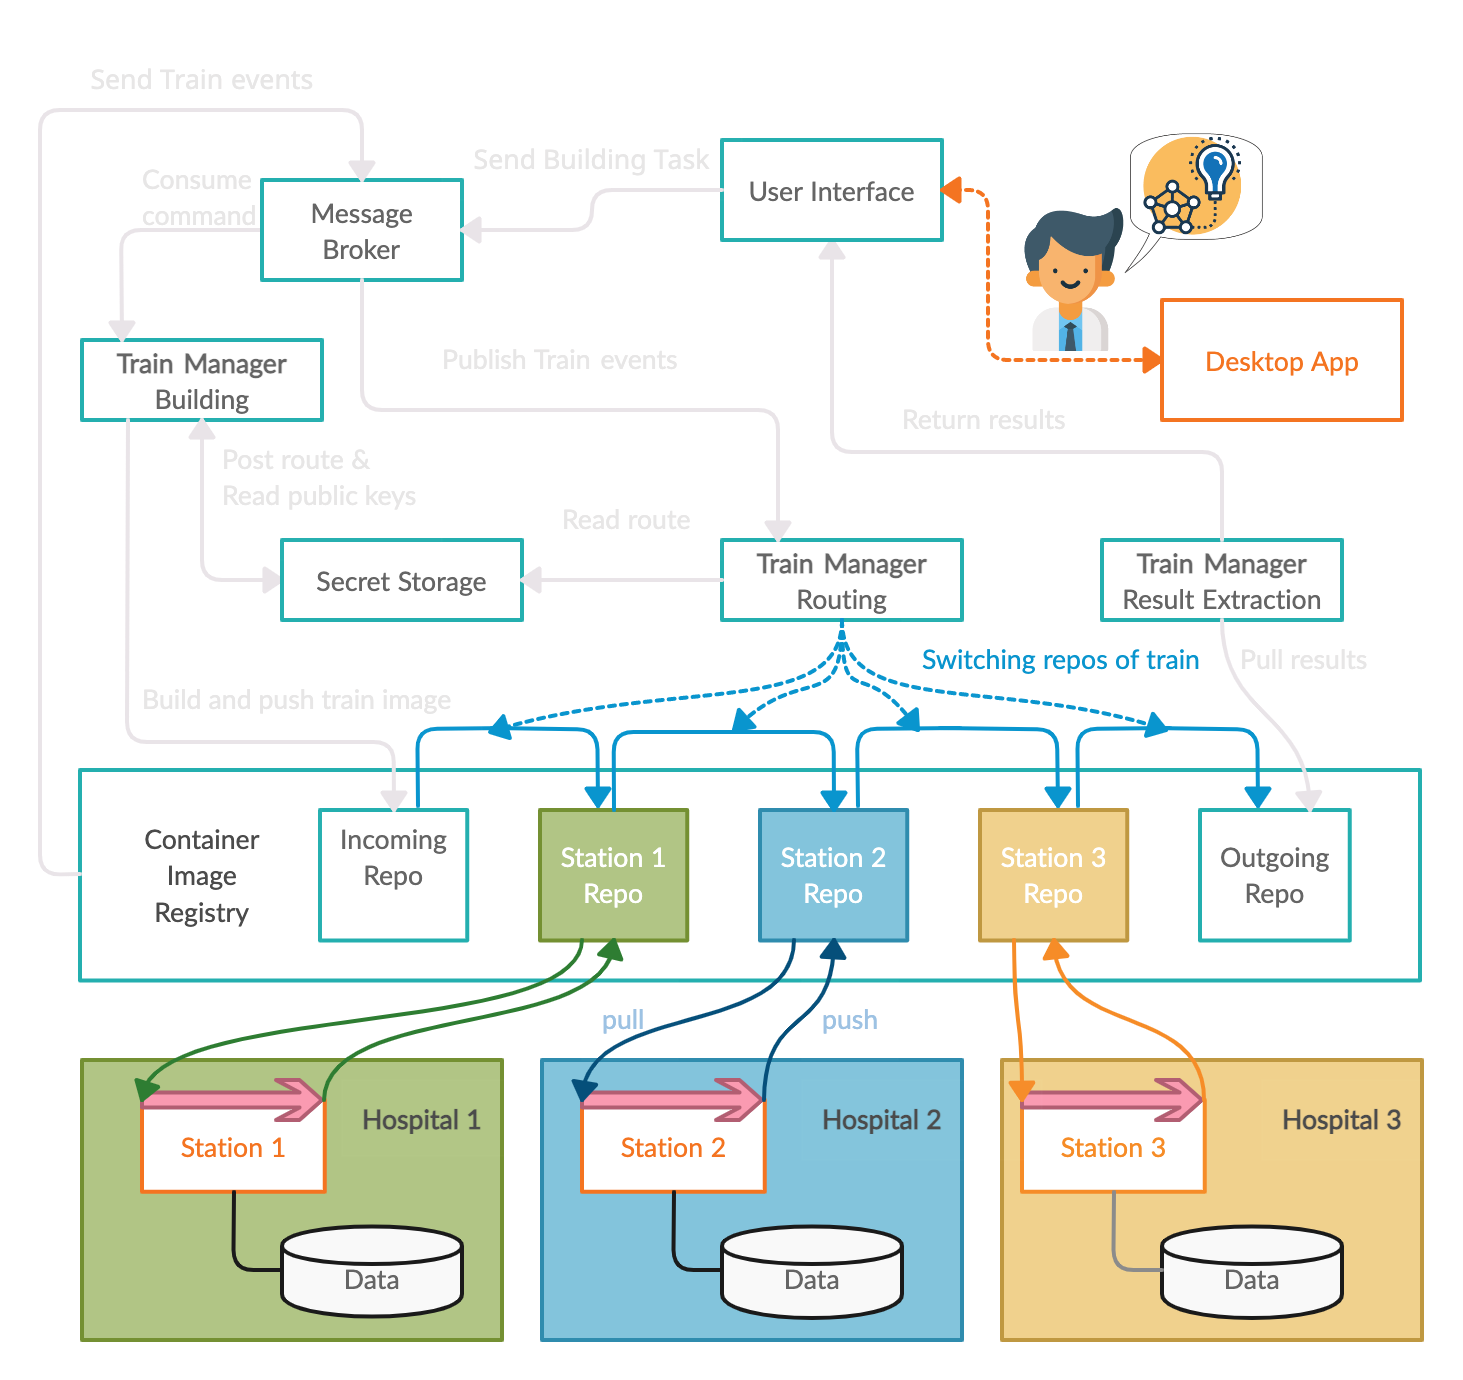 Send Train events
Consume
command
Message
Broker
Send Building Task
User Interface
Train Manager
Building
Publish Train events
Desktop App
Return results
Post route &
Read public keys
Read route
Secret Storage
Train Manager
Routing
Train Manager
Result Extraction
Switching repos of train
Pull results
Build and push train image
Container
Image
Registry
Incoming
Repo
Station 1
Repo
Station 2
Repo
Station 3
Repo
Outgoing
Repo
pull
push
Hospital 1
Station 1
Data
Hospital 2
Station 2
Data
Hospital 3
Station 3
Data